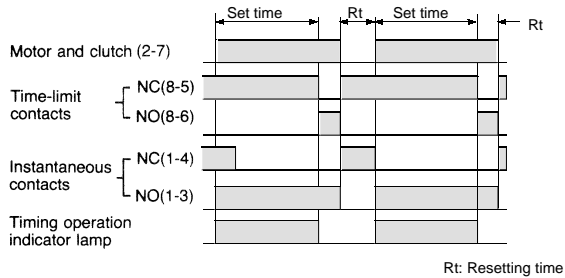 Set time Rt Set time Rt
Motor and clutch (2-7)
Time-limit
contacts
NC(8-5)
NO(8-6)
Instantaneous
contacts
NC(1-4)
NO(1-3)
Timing operation
indicator lamp
Rt: Resetting time